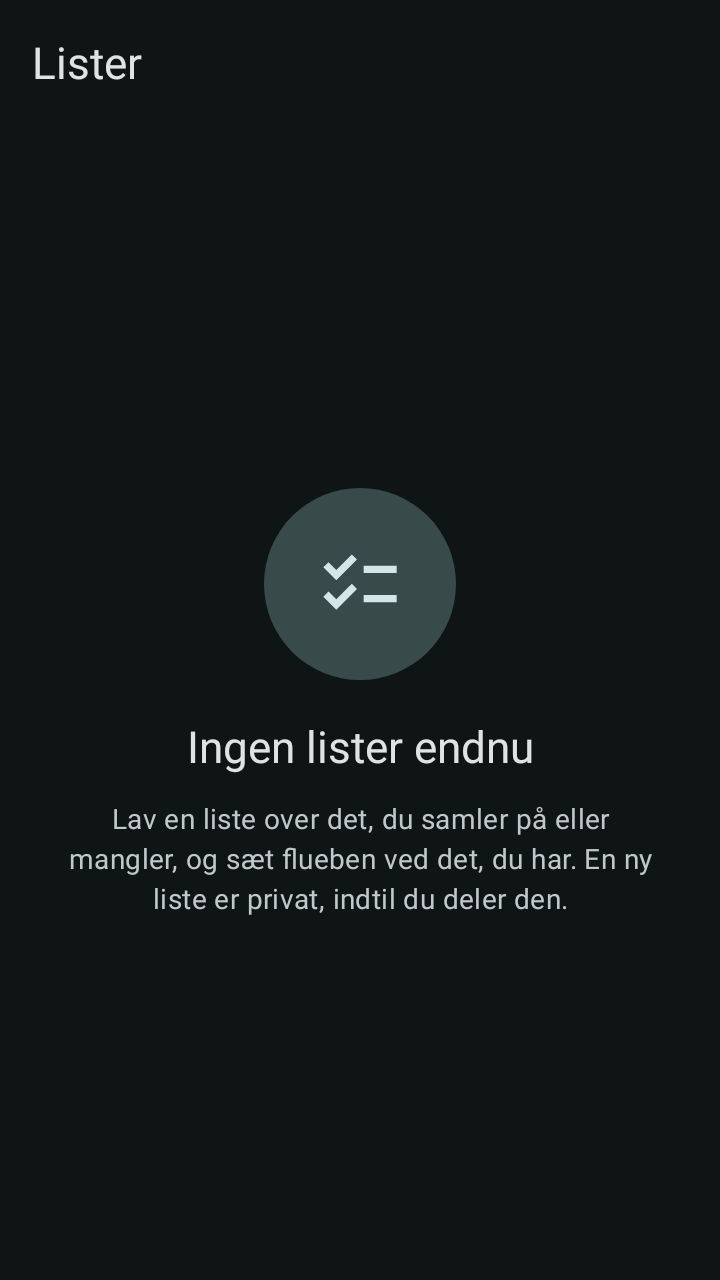 Lister
Ingen lister endnu
Lav en liste over det, du samler på eller
mangler, og sæt flueben ved det, du har. En ny
liste er privat, indtil du deler den.